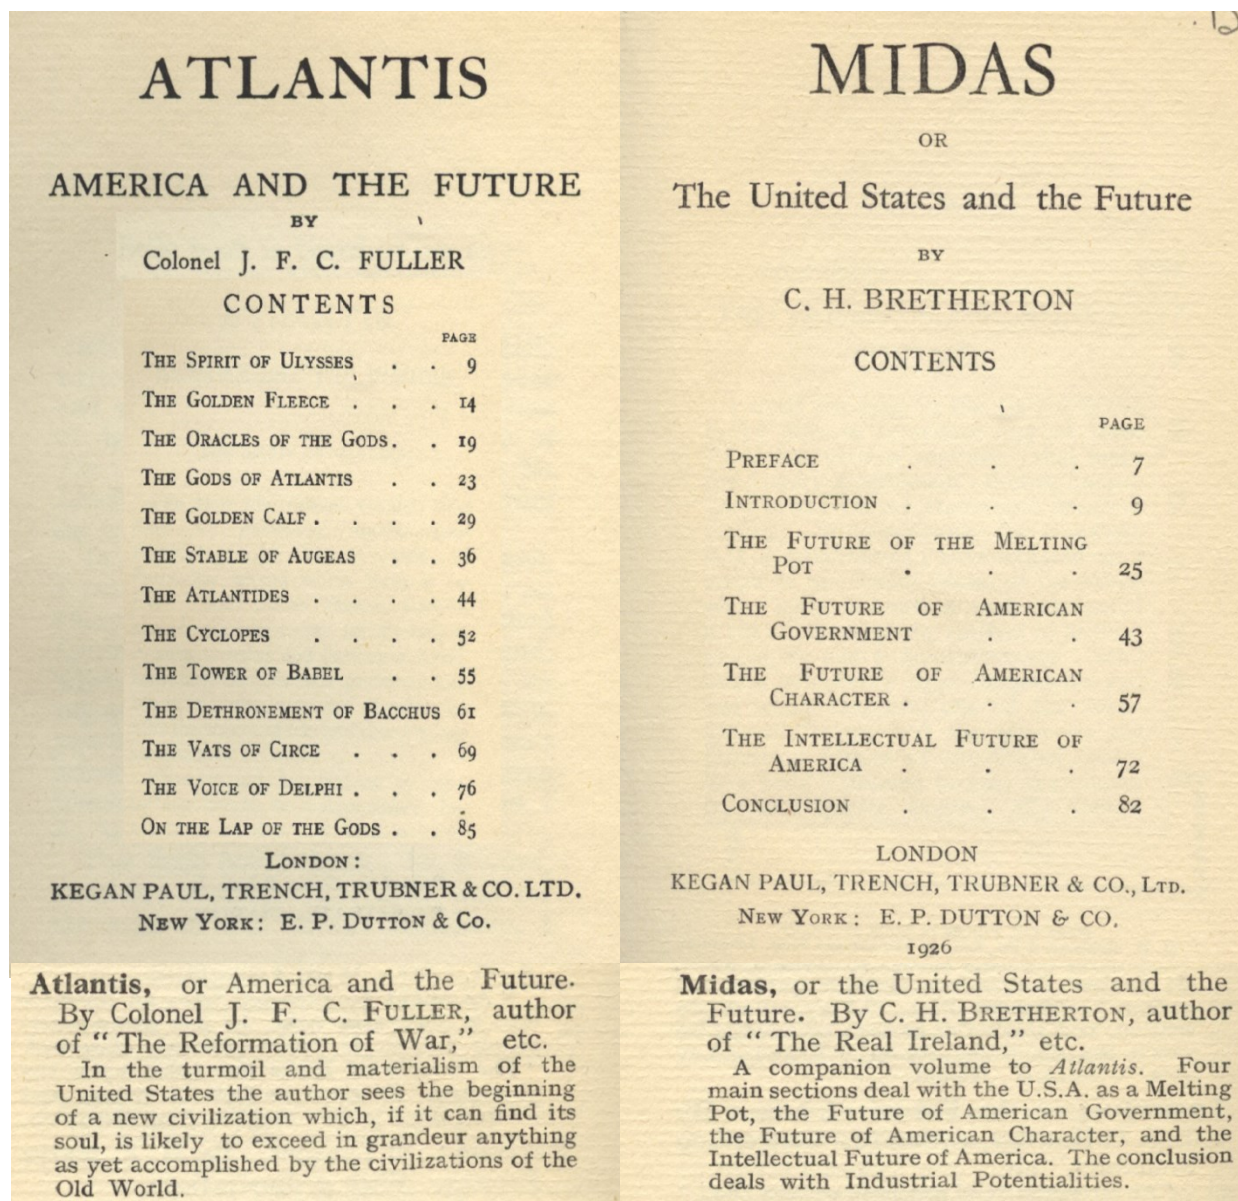 ATLANTIS
AMERICA AND THE FUTURE
BY
Colonel J. F. C. FULLER
CONTENTS
PAGE
THE SPIRIT OF ULYSSES . . 9
THE GOLDEN FLEECE . . . 14
THE ORACLES OF THE GODS . . 19
THE GODS OF ATLANTIS . . 23
THE GOLDEN CALF . . . . 29
THE STABLE OF AUGEAS . . 36
THE ATLANTIDES . . . . 44
THE CYCLOPES . . . . 52
THE TOWER OF BABEL . . 55
THE DETHRONEMENT OF BACCHUS 61
THE VATS OF CIRCE . . . 69
THE VOICE OF DELPHI . . . 76
ON THE LAP OF THE GODS . . 85
LONDON:
KEGAN PAUL, TRENCH, TRUBNER & CO. LTD.
NEW YORK: E. P. DUTTON & CO.
Atlantis, or America and the Future.
By Colonel J. F. C. FULLER, author
of "The Reformation of War," etc.
In the turmoil and materialism of the
United States the author sees the beginning
of a new civilization which, if it can find its
soul, is likely to exceed in grandeur anything
as yet accomplished by the civilizations of the
Old World.
MIDAS
OR
The United States and the Future
BY
C. H. BRETHERTON
CONTENTS
PAGE
PREFACE . . . 7
INTRODUCTION . . . 9
THE FUTURE OF THE MELTING
POT . . . 25
THE FUTURE OF AMERICAN
GOVERNMENT . . 43
THE FUTURE OF AMERICAN
CHARACTER . . . 57
THE INTELLECTUAL FUTURE OF
AMERICA . . . 72
CONCLUSION . . . 82
LONDON
KEGAN PAUL, TRENCH, TRUBNER & CO., LTD.
NEW YORK: E. P. DUTTON & CO.
1926
Midas, or the United States and the
Future. By C. H. BRETHERTON, author
of "The Real Ireland," etc.
A companion volume to Atlantis. Four
main sections deal with the U.S.A. as a Melting
Pot, the Future of American Government,
the Future of American Character, and the
Intellectual Future of America. The conclusion
deals with Industrial Potentialities.